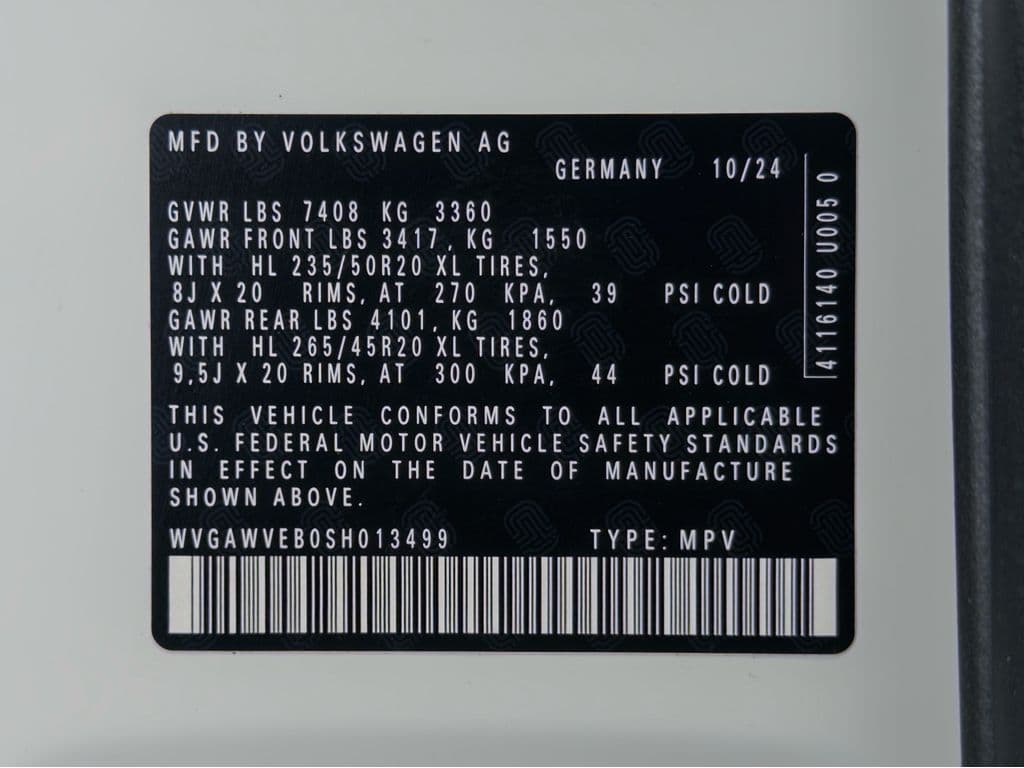 MFD BY VOLKSWAGEN AG
GERMANY 10/24
GVWR LBS 7408 KG 3360
GAWR FRONT LBS 3417, KG 1550
WITH HL 235/50R20 XL TIRES,
8J X 20 RIMS, AT 270 KPA, 39 PSI COLD
GAWR REAR LBS 4101, KG 1860
WITH HL 265/45R20 XL TIRES,
9,5J X 20 RIMS, AT 300 KPA, 44 PSI COLD
THIS VEHICLE CONFORMS TO ALL APPLICABLE
U.S. FEDERAL MOTOR VEHICLE SAFETY STANDARDS
IN EFFECT ON THE DATE OF MANUFACTURE
SHOWN ABOVE.
WVGAWVEB0SH013499 TYPE: MPV
4116140 U005 0